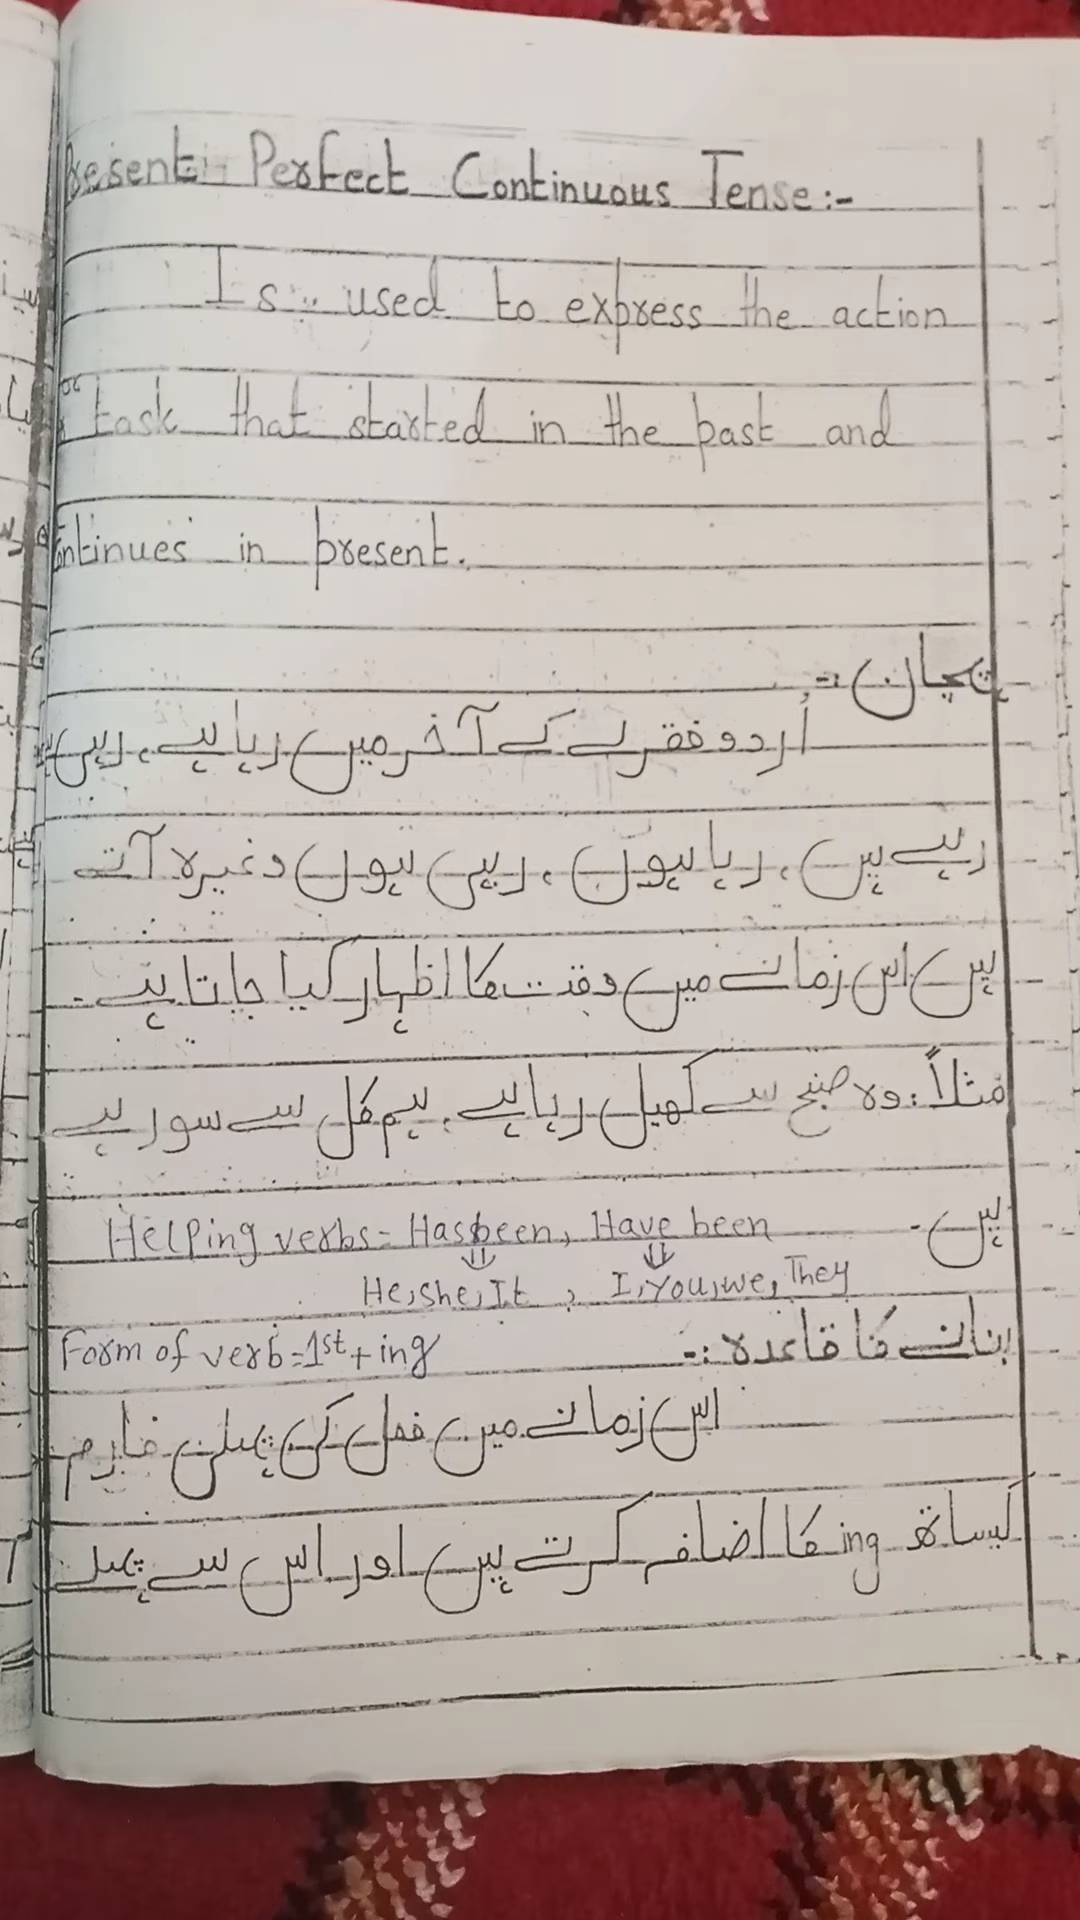 Present Perfect Continuous Tense:-
Is used to express the action
or task that started in the past and
continues in present.
پہچان :-
اُردو فقرے کے آخر میں رہا ہے، رہی ہے
رہے ہیں، رہا ہوں، رہی ہوں وغیرہ آتے
ہیں اس زمانے میں وقت کا اظہار کیا جاتا ہے۔
مثلاً: وہ صبح سے کھیل رہا ہے، ہم کل سے سو رہے
ہیں۔
Helping verbs = Has been, Have been
He, she, It , I, You, we, They
بنانے کا قاعدہ :-
Form of verb = 1st + ing
اس زمانے میں فعل کی پہلی فارم
کیساتھ ing کا اضافہ کرتے ہیں اور اس سے پہلے